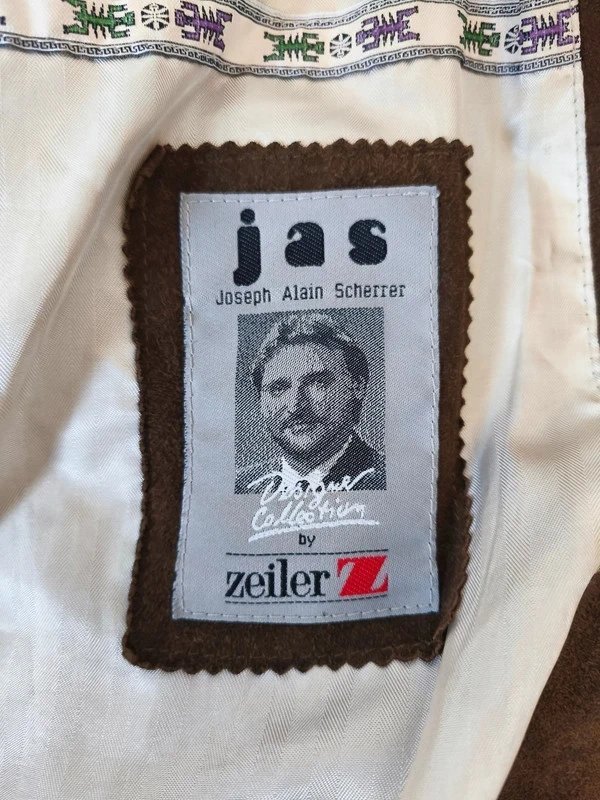 jas
Joseph Alain Scherrer
Designer
Collection
by
zeiler Z